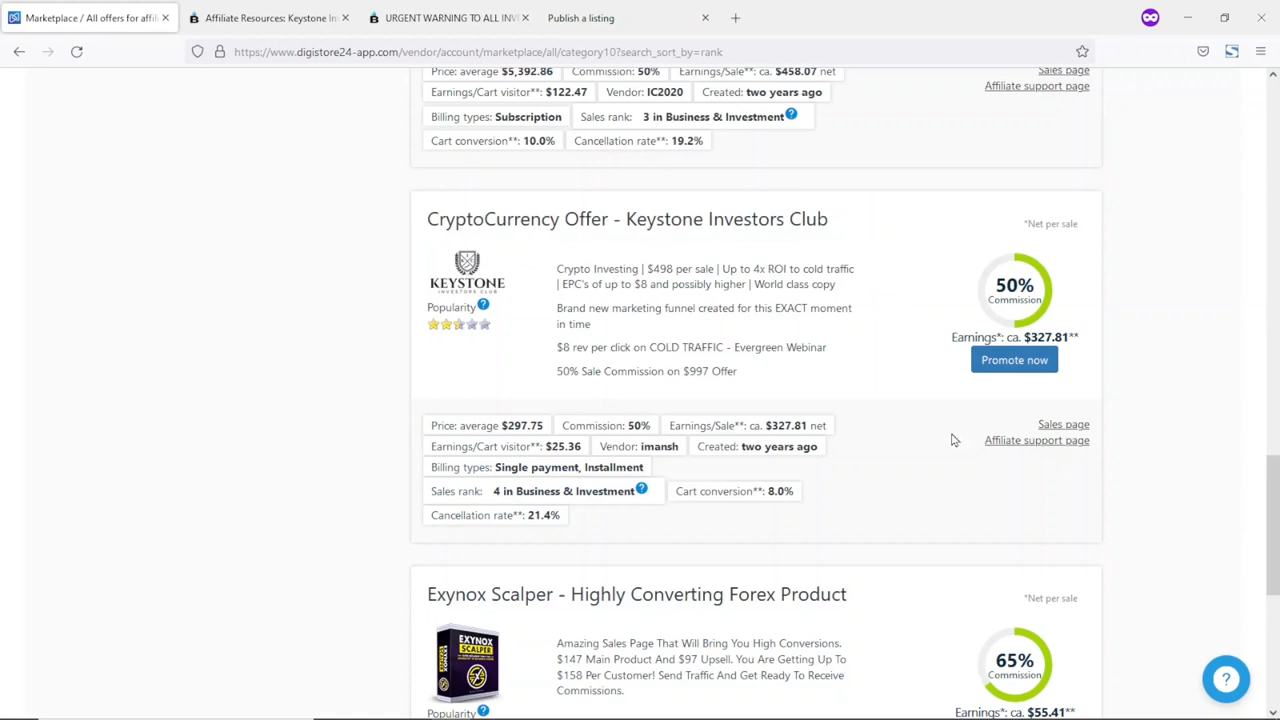 Marketplace / All offers for affili
Affiliate Resources: Keystone In
URGENT WARNING TO ALL INV
Publish a listing
https://www.digistore24-app.com/vendor/account/marketplace/all/category10?search_sort_by=rank
Price: average $5,392.86 Commission: 50% Earnings/Sale**: ca. $458.07 net
Sales page
Earnings/Cart visitor**: $122.47 Vendor: IC2020 Created: two years ago
Affiliate support page
Billing types: Subscription Sales rank: 3 in Business & Investment ?
Cart conversion**: 10.0% Cancellation rate**: 19.2%
CryptoCurrency Offer - Keystone Investors Club
*Net per sale
KEYSTONE
INVESTORS CLUB
Popularity ?
Crypto Investing | $498 per sale | Up to 4x ROI to cold traffic
| EPC's of up to $8 and possibly higher | World class copy
Brand new marketing funnel created for this EXACT moment
in time
$8 rev per click on COLD TRAFFIC - Evergreen Webinar
50% Sale Commission on $997 Offer
50%
Commission
Earnings*: ca. $327.81**
Promote now
Price: average $297.75 Commission: 50% Earnings/Sale**: ca. $327.81 net
Sales page
Earnings/Cart visitor**: $25.36 Vendor: imansh Created: two years ago
Affiliate support page
Billing types: Single payment, Installment
Sales rank: 4 in Business & Investment ? Cart conversion**: 8.0%
Cancellation rate**: 21.4%
Exynox Scalper - Highly Converting Forex Product
*Net per sale
EXYNOX
SCALPER
Popularity ?
Amazing Sales Page That Will Bring You High Conversions.
$147 Main Product And $97 Upsell. You Are Getting Up To
$158 Per Customer! Send Traffic And Get Ready To Receive
Commissions.
65%
Commission
Earnings*: ca. $55.41**
?